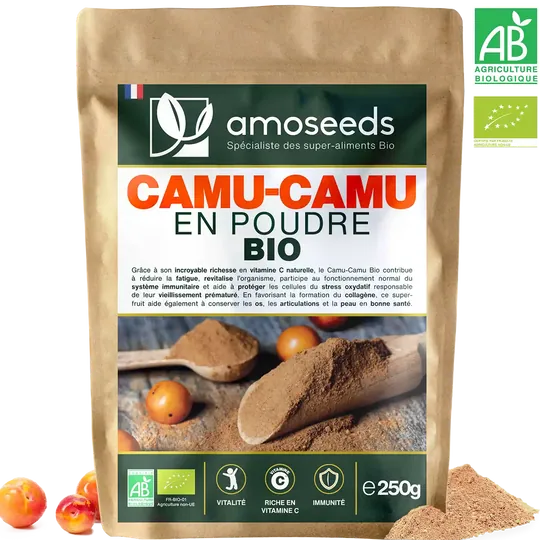 amoseeds
Spécialiste des super-aliments Bio
CAMU-CAMU
EN POUDRE
BIO
Grâce à son incroyable richesse en vitamine C naturelle, le Camu-Camu Bio contribue
à réduire la fatigue, revitalise l'organisme, participe au fonctionnement normal du
système immunitaire et aide à protéger les cellules du stress oxydatif responsable
de leur vieillissement prématuré. En favorisant la formation du collagène, ce super-
fruit aide également à conserver les os, les articulations et la peau en bonne santé.
AB
FR-BIO-01
Agriculture non-UE
VITALITÉ
VITAMINE
C
RICHE EN
VITAMINE C
IMMUNITÉ
e250g
AB
AGRICULTURE
BIOLOGIQUE